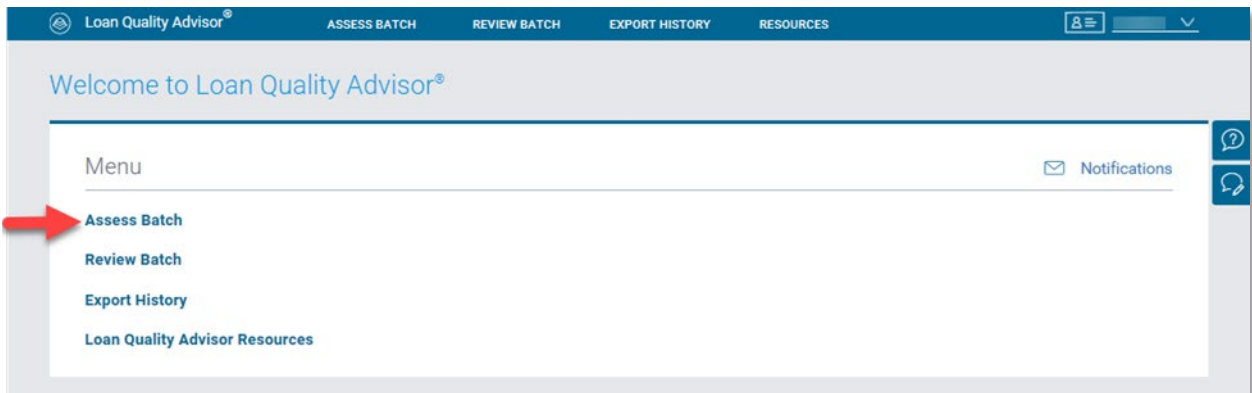 Loan Quality Advisor® ASSESS BATCH REVIEW BATCH EXPORT HISTORY RESOURCES
Welcome to Loan Quality Advisor®
Menu Notifications
Assess Batch
Review Batch
Export History
Loan Quality Advisor Resources